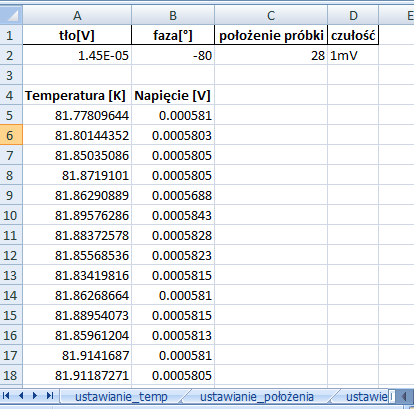 A B C D E
1 tło[V] faza[°] położenie próbki czułość
2 1.45E-05 -80 28 1mV
3
4 Temperatura [K] Napięcie [V]
5 81.77809644 0.000581
6 81.80144352 0.0005803
7 81.85035086 0.0005805
8 81.8719101 0.0005805
9 81.86290889 0.0005688
10 81.89576286 0.0005843
11 81.88372578 0.0005828
12 81.85568536 0.0005823
13 81.83419816 0.0005815
14 81.86268664 0.000581
15 81.88954073 0.0005815
16 81.85961204 0.0005813
17 81.9141687 0.000581
18 81.91187271 0.0005805
ustawianie_temp ustawianie_położenia ustawie